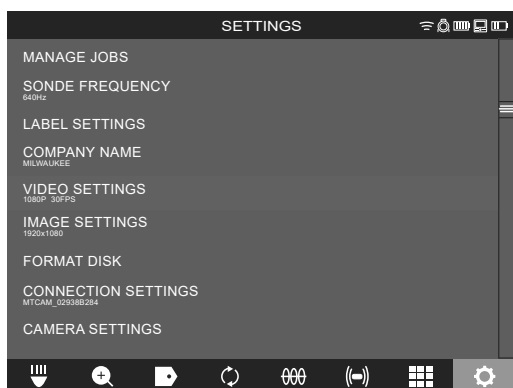 SETTINGS
MANAGE JOBS
SONDE FREQUENCY
640Hz
LABEL SETTINGS
COMPANY NAME
MILWAUKEE
VIDEO SETTINGS
1080P 30FPS
IMAGE SETTINGS
1920x1080
FORMAT DISK
CONNECTION SETTINGS
MTCAM_02938B284
CAMERA SETTINGS